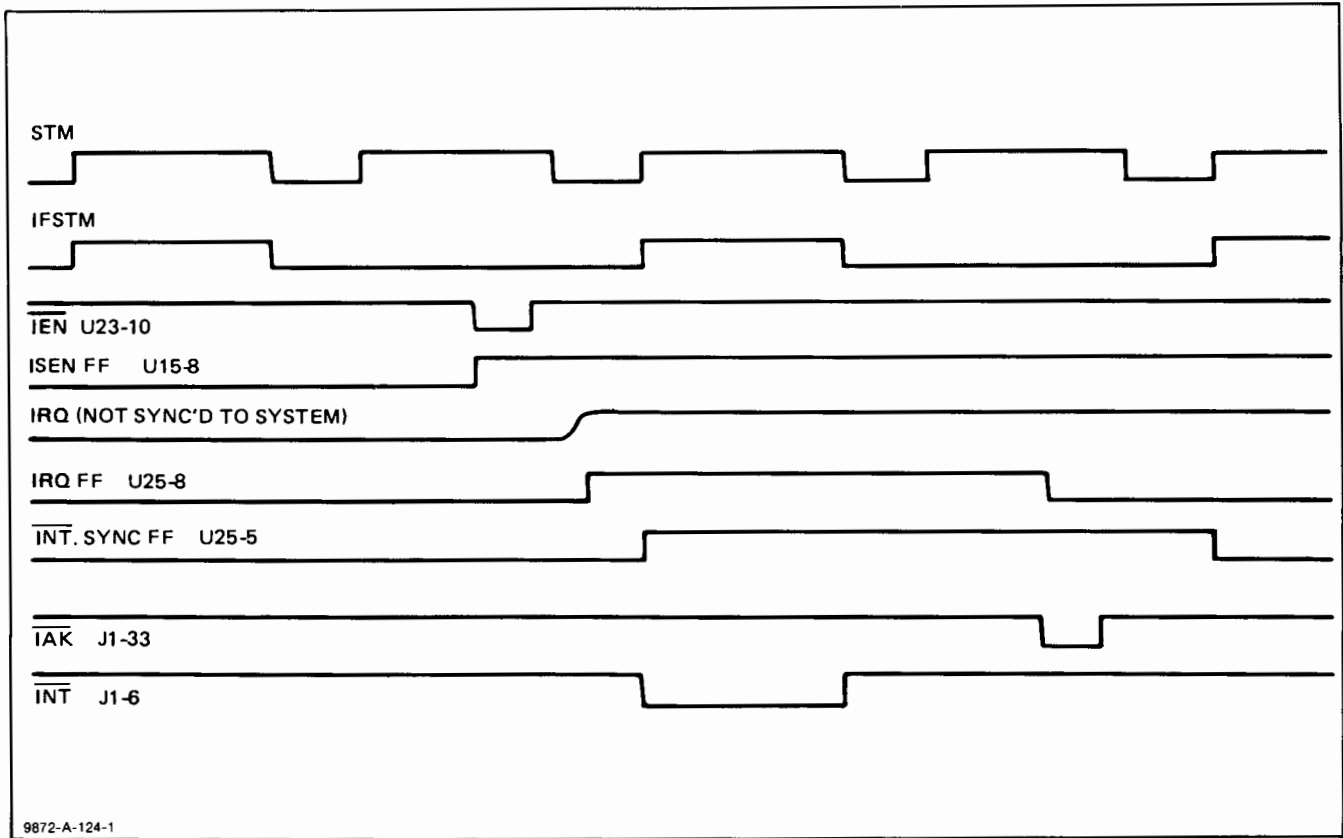 STM
IFSTM
IEN U23-10
ISEN FF U15-8
IRQ (NOT SYNC'D TO SYSTEM)
IRQ FF U25-8
INT. SYNC FF U25-5
IAK J1-33
INT J1-6
9872-A-124-1